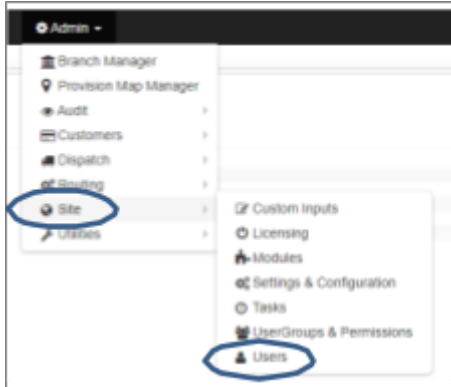 Admin
Branch Manager
Provision Map Manager
Audit
Customers
Dispatch
Routing
Site
Utilities
Custom Inputs
Licensing
Modules
Settings & Configuration
Tasks
UserGroups & Permissions
Users